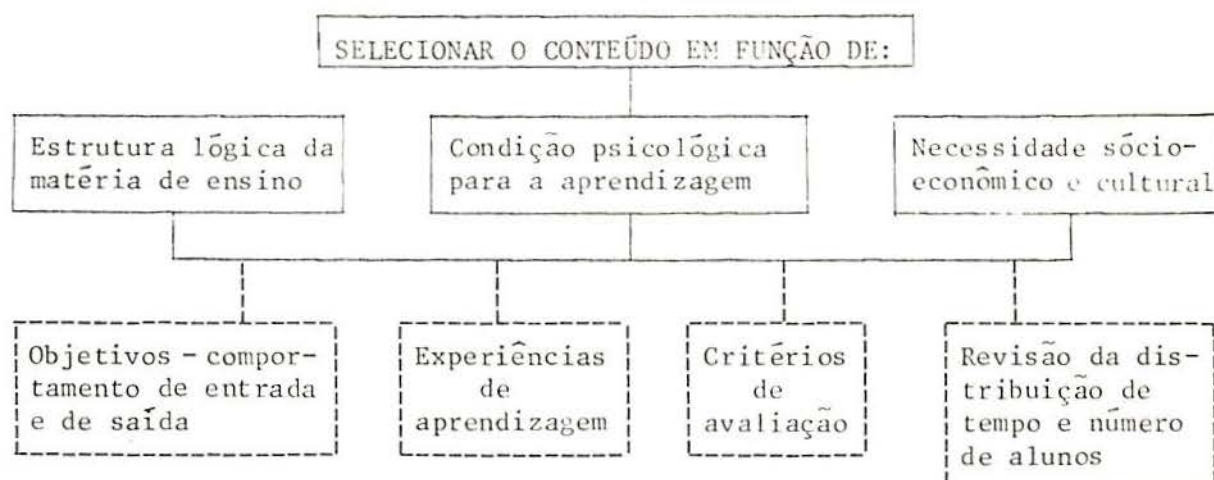 SELECIONAR O CONTEÚDO EM FUNÇÃO DE:
Estrutura lógica da
matéria de ensino
Condição psicológica
para a aprendizagem
Necessidade sócio-
econômico e cultural
Objetivos - compor-
tamento de entrada
e de saída
Experiências
de
aprendizagem
Critérios
de
avaliação
Revisão da dis-
tribuição de
tempo e número
de alunos